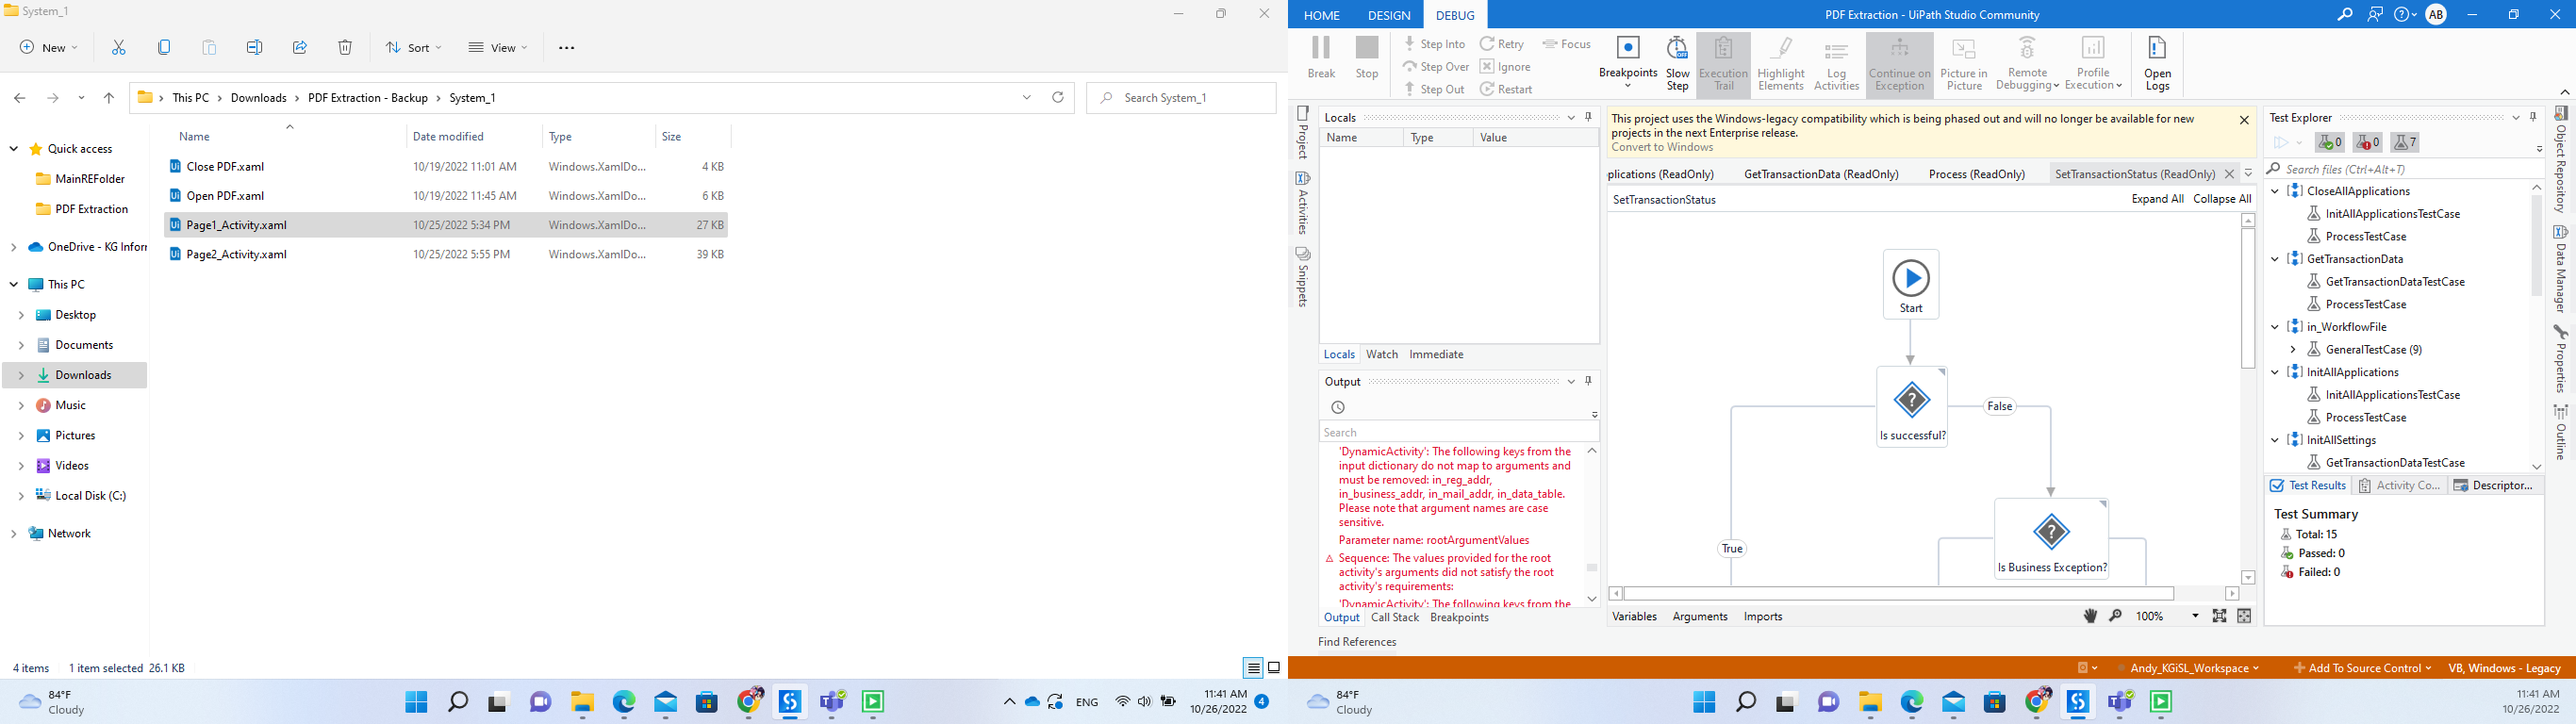 System_1
New
Sort
View
This PC > Downloads > PDF Extraction - Backup > System_1
Search System_1
Name
Date modified
Type
Size
Quick access
MainREFolder
PDF Extraction
OneDrive - KG Inforr
This PC
Desktop
Documents
Downloads
Music
Pictures
Videos
Local Disk (C:)
Network
Close PDF.xaml 10/19/2022 11:01 AM Windows.XamlDo... 4 KB
Open PDF.xaml 10/19/2022 11:45 AM Windows.XamlDo... 6 KB
Page1_Activity.xaml 10/25/2022 5:34 PM Windows.XamlDo... 27 KB
Page2_Activity.xaml 10/25/2022 5:55 PM Windows.XamlDo... 39 KB
4 items 1 item selected 26.1 KB
84°F
Cloudy
ENG
11:41 AM
10/26/2022
4
HOME DESIGN DEBUG
PDF Extraction - UiPath Studio Community
AB
Break
Stop
Step Into
Step Over
Step Out
Retry
Ignore
Restart
Focus
Breakpoints
Slow
Step
Execution
Trail
Highlight
Elements
Log
Activities
Continue on
Exception
Picture in
Picture
Remote
Debugging
Profile
Execution
Open
Logs
Project
Activities
Snippets
Locals
Name Type Value
Locals Watch Immediate
Output
Search
'DynamicActivity': The following keys from the
input dictionary do not map to arguments and
must be removed: in_reg_addr,
in_business_addr, in_mail_addr, in_data_table.
Please note that argument names are case
sensitive.
Parameter name: rootArgumentValues
Sequence: The values provided for the root
activity's arguments did not satisfy the root
activity's requirements:
'DynamicActivity': The following keys from the
Output Call Stack Breakpoints
Find References
This project uses the Windows-legacy compatibility which is being phased out and will no longer be available for new
projects in the next Enterprise release.
Convert to Windows
plications (ReadOnly) GetTransactionData (ReadOnly) Process (ReadOnly) SetTransactionStatus (ReadOnly)
SetTransactionStatus
Expand All Collapse All
Start
Is successful?
False
True
Is Business Exception?
Variables Arguments Imports
100%
Test Explorer
0 0 7
Search files (Ctrl+Alt+T)
CloseAllApplications
InitAllApplicationsTestCase
ProcessTestCase
GetTransactionData
GetTransactionDataTestCase
ProcessTestCase
in_WorkflowFile
GeneralTestCase (9)
InitAllApplications
InitAllApplicationsTestCase
ProcessTestCase
InitAllSettings
GetTransactionDataTestCase
Test Results Activity Co... Descriptor...
Test Summary
Total: 15
Passed: 0
Failed: 0
Object Repository
Data Manager
Properties
Outline
Andy_KGiSL_Workspace
Add To Source Control
VB, Windows - Legacy
84°F
Cloudy
11:41 AM
10/26/2022